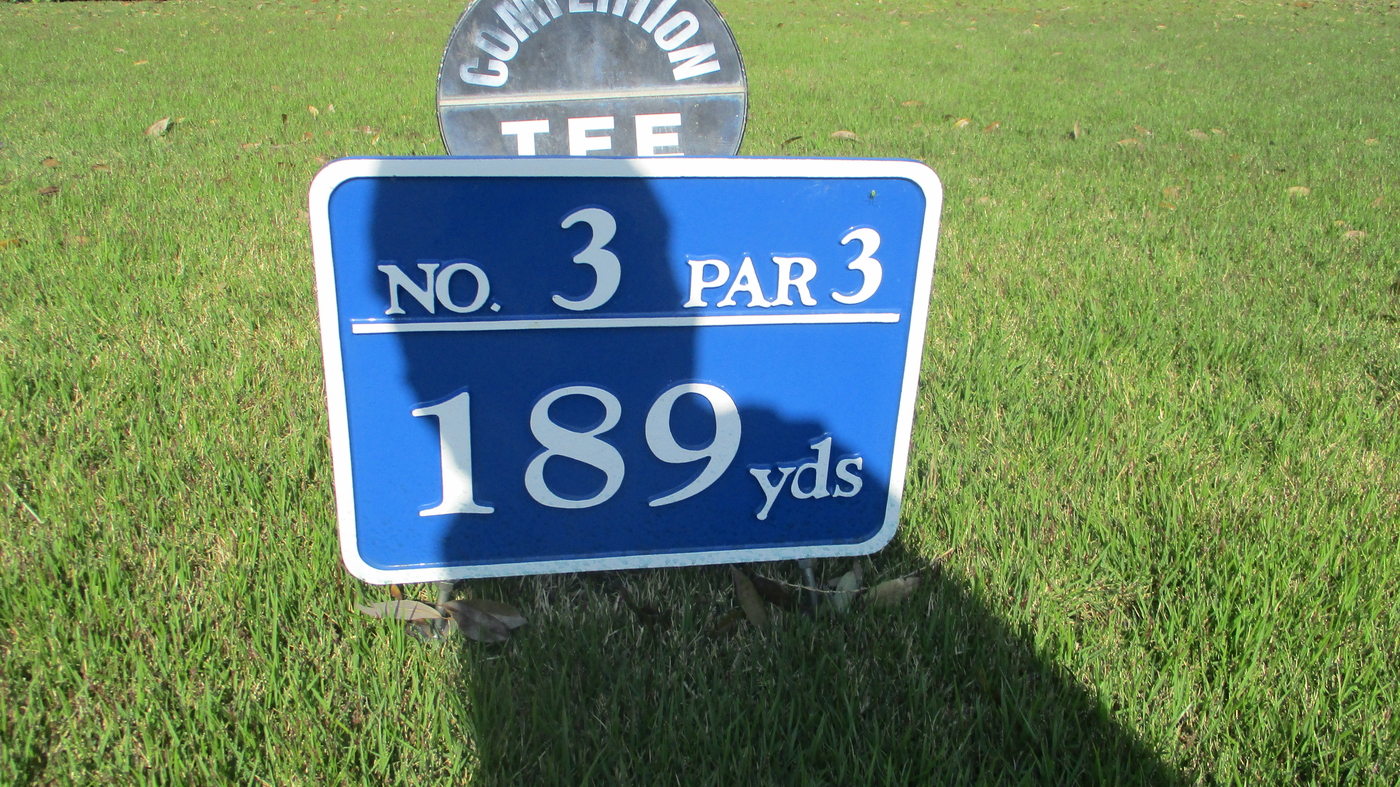 COMPETITION
TEE
NO. 3 PAR 3
189 yds